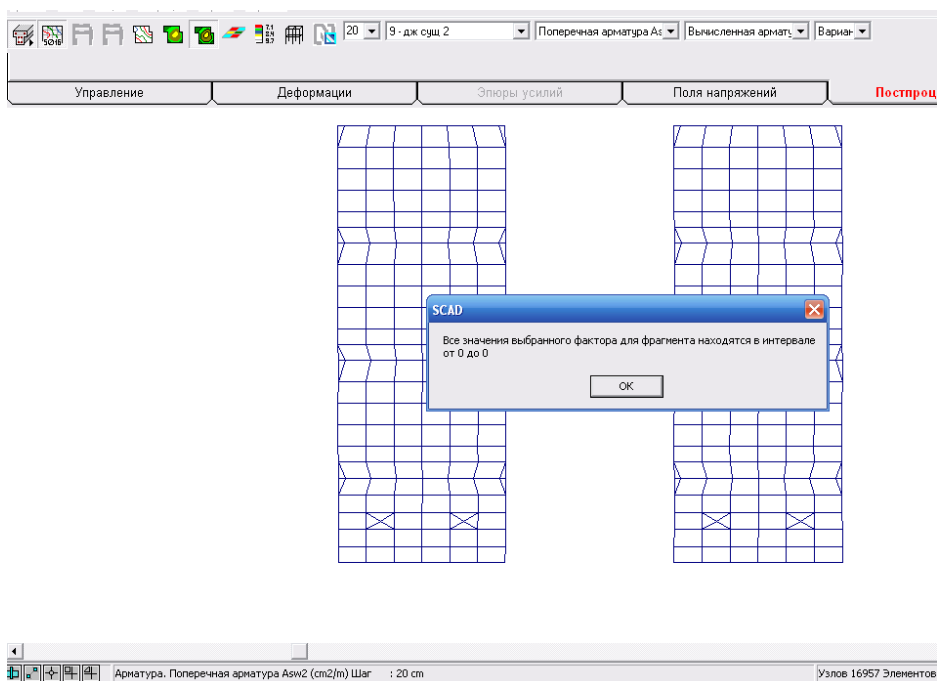 20 9 - дж сущ 2 Поперечная арматура As Вычисленная армату Вариан
Управление Деформации Эпюры усилий Поля напряжений Постпроц
SCAD
Все значения выбранного фактора для фрагмента находятся в интервале
от 0 до 0
OK
Арматура. Поперечная арматура Asw2 (cm2/m) Шаг : 20 cm Узлов 16957 Элементов